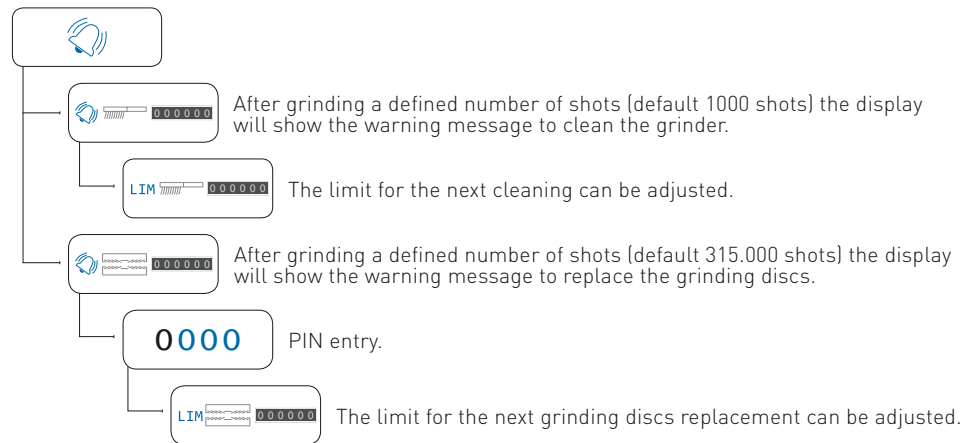 000000 After grinding a defined number of shots (default 1000 shots) the display
will show the warning message to clean the grinder.
LIM 000000 The limit for the next cleaning can be adjusted.
000000 After grinding a defined number of shots (default 315.000 shots) the display
will show the warning message to replace the grinding discs.
0000 PIN entry.
LIM 000000 The limit for the next grinding discs replacement can be adjusted.